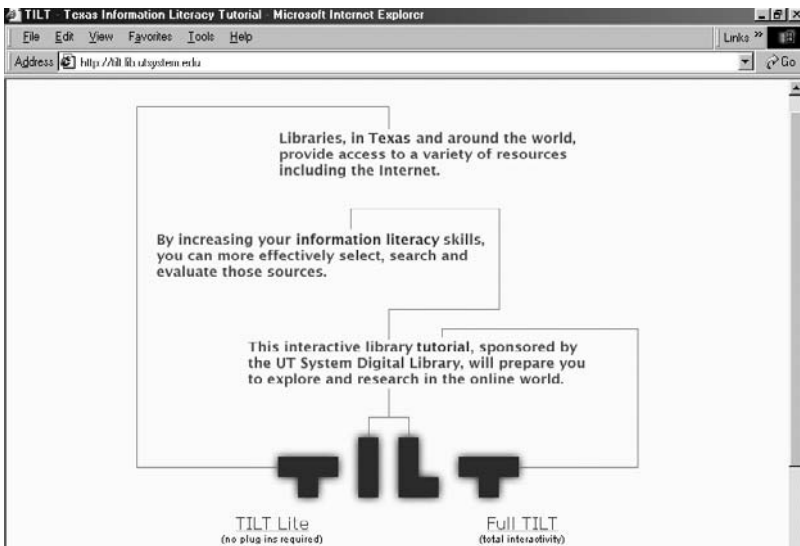 TILT - Texas Information Literacy Tutorial - Microsoft Internet Explorer
File Edit View Favorites Tools Help
Links »
Address http://tilt.lib.utsystem.edu
Go
Libraries, in Texas and around the world,
provide access to a variety of resources
including the Internet.
By increasing your information literacy skills,
you can more effectively select, search and
evaluate those sources.
This interactive library tutorial, sponsored by
the UT System Digital Library, will prepare you
to explore and research in the online world.
TILT
TILT Lite Full TILT
(no plug ins required) (total interactivity)